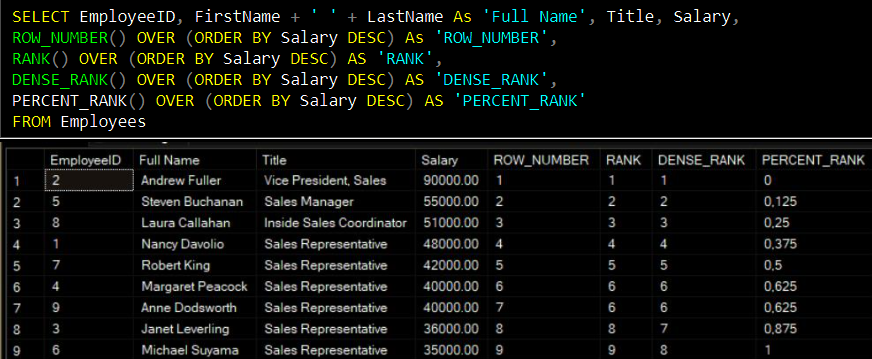 SELECT EmployeeID, FirstName + ' ' + LastName As 'Full Name', Title, Salary,
ROW_NUMBER() OVER (ORDER BY Salary DESC) AS 'ROW_NUMBER',
RANK() OVER (ORDER BY Salary DESC) AS 'RANK',
DENSE_RANK() OVER (ORDER BY Salary DESC) AS 'DENSE_RANK',
PERCENT_RANK() OVER (ORDER BY Salary DESC) AS 'PERCENT_RANK'
FROM Employees
EmployeeID Full Name Title Salary ROW_NUMBER RANK DENSE_RANK PERCENT_RANK
1 2 Andrew Fuller Vice President, Sales 90000.00 1 1 1 0
2 5 Steven Buchanan Sales Manager 55000.00 2 2 2 0,125
3 8 Laura Callahan Inside Sales Coordinator 51000.00 3 3 3 0,25
4 1 Nancy Davolio Sales Representative 48000.00 4 4 4 0,375
5 7 Robert King Sales Representative 42000.00 5 5 5 0,5
6 4 Margaret Peacock Sales Representative 40000.00 6 6 6 0,625
7 9 Anne Dodsworth Sales Representative 40000.00 7 6 6 0,625
8 3 Janet Leverling Sales Representative 36000.00 8 8 7 0,875
9 6 Michael Suyama Sales Representative 35000.00 9 9 8 1